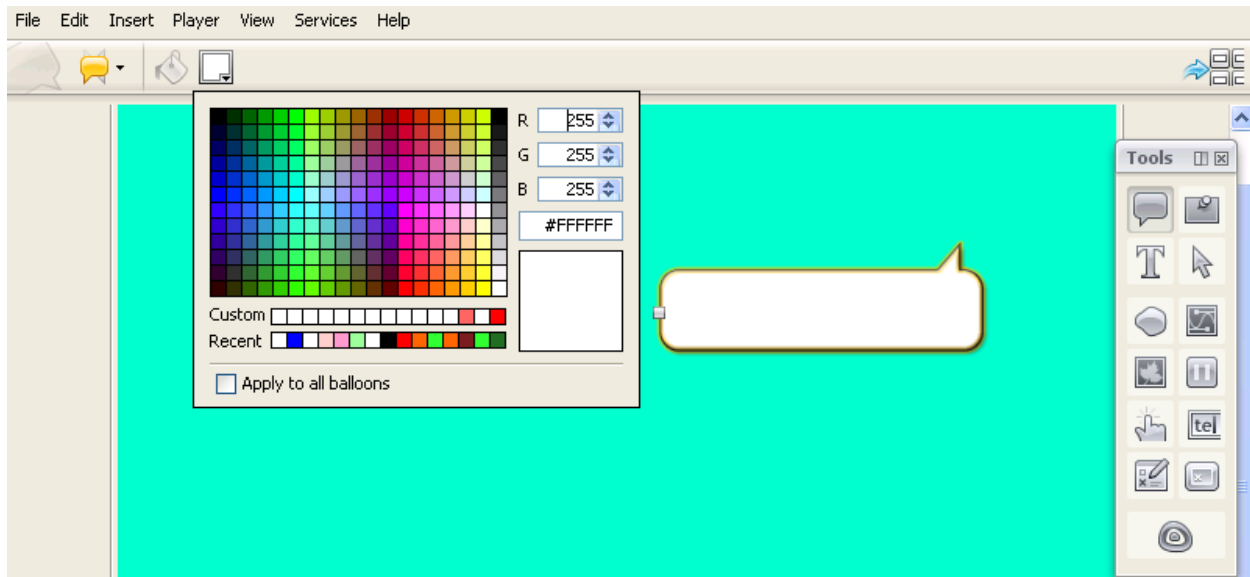 File Edit Insert Player View Services Help
R 255
G 255
B 255
#FFFFFF
Custom
Recent
Apply to all balloons
Tools
T
tel